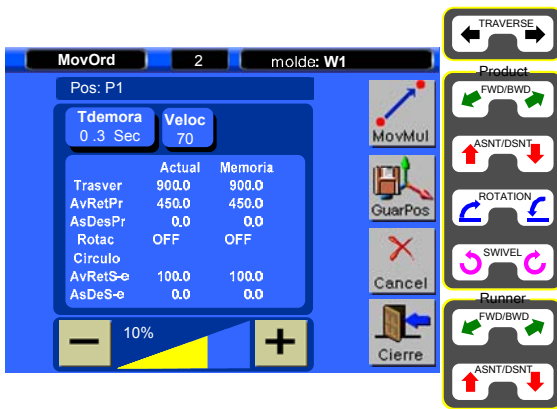 MovOrd 2 molde: W1
Pos: P1
Tdemora
0 .3 Sec
Veloc
70
Actual Memoria
Trasver 900.0 900.0
AvRetPr 450.0 450.0
AsDesPr 0.0 0.0
Rotac OFF OFF
Circulo
AvRetS-e 100.0 100.0
AsDeS-e 0.0 0.0
10%
MovMul
GuarPos
Cancel
Cierre
TRAVERSE
Product
FWD/BWD
ASNT/DSNT
ROTATION
SWIVEL
Runner
FWD/BWD
ASNT/DSNT